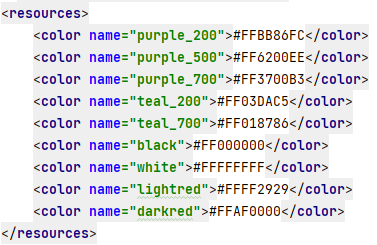 <resources>
    <color name="purple_200">#FFBB86FC</color>
    <color name="purple_500">#FF6200EE</color>
    <color name="purple_700">#FF3700B3</color>
    <color name="teal_200">#FF03DAC5</color>
    <color name="teal_700">#FF018786</color>
    <color name="black">#FF000000</color>
    <color name="white">#FFFFFFFF</color>
    <color name="lightred">#FFFF2929</color>
    <color name="darkred">#FFAF0000</color>
</resources>